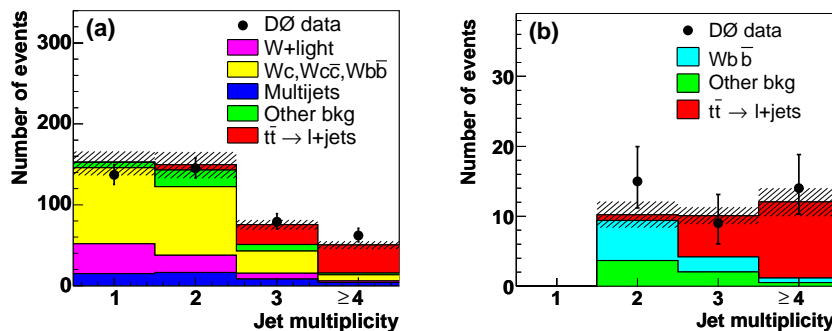 Number of events
300
200
100
0
(a)
DØ data
W+light
Wc,Wcc̄,Wbb̄
Multijets
Other bkg
tt̄ → l+jets
1 2 3 ≥4
Jet multiplicity
Number of events
30
20
10
0
(b)
DØ data
Wbb̄
Other bkg
tt̄ → l+jets
1 2 3 ≥4
Jet multiplicity